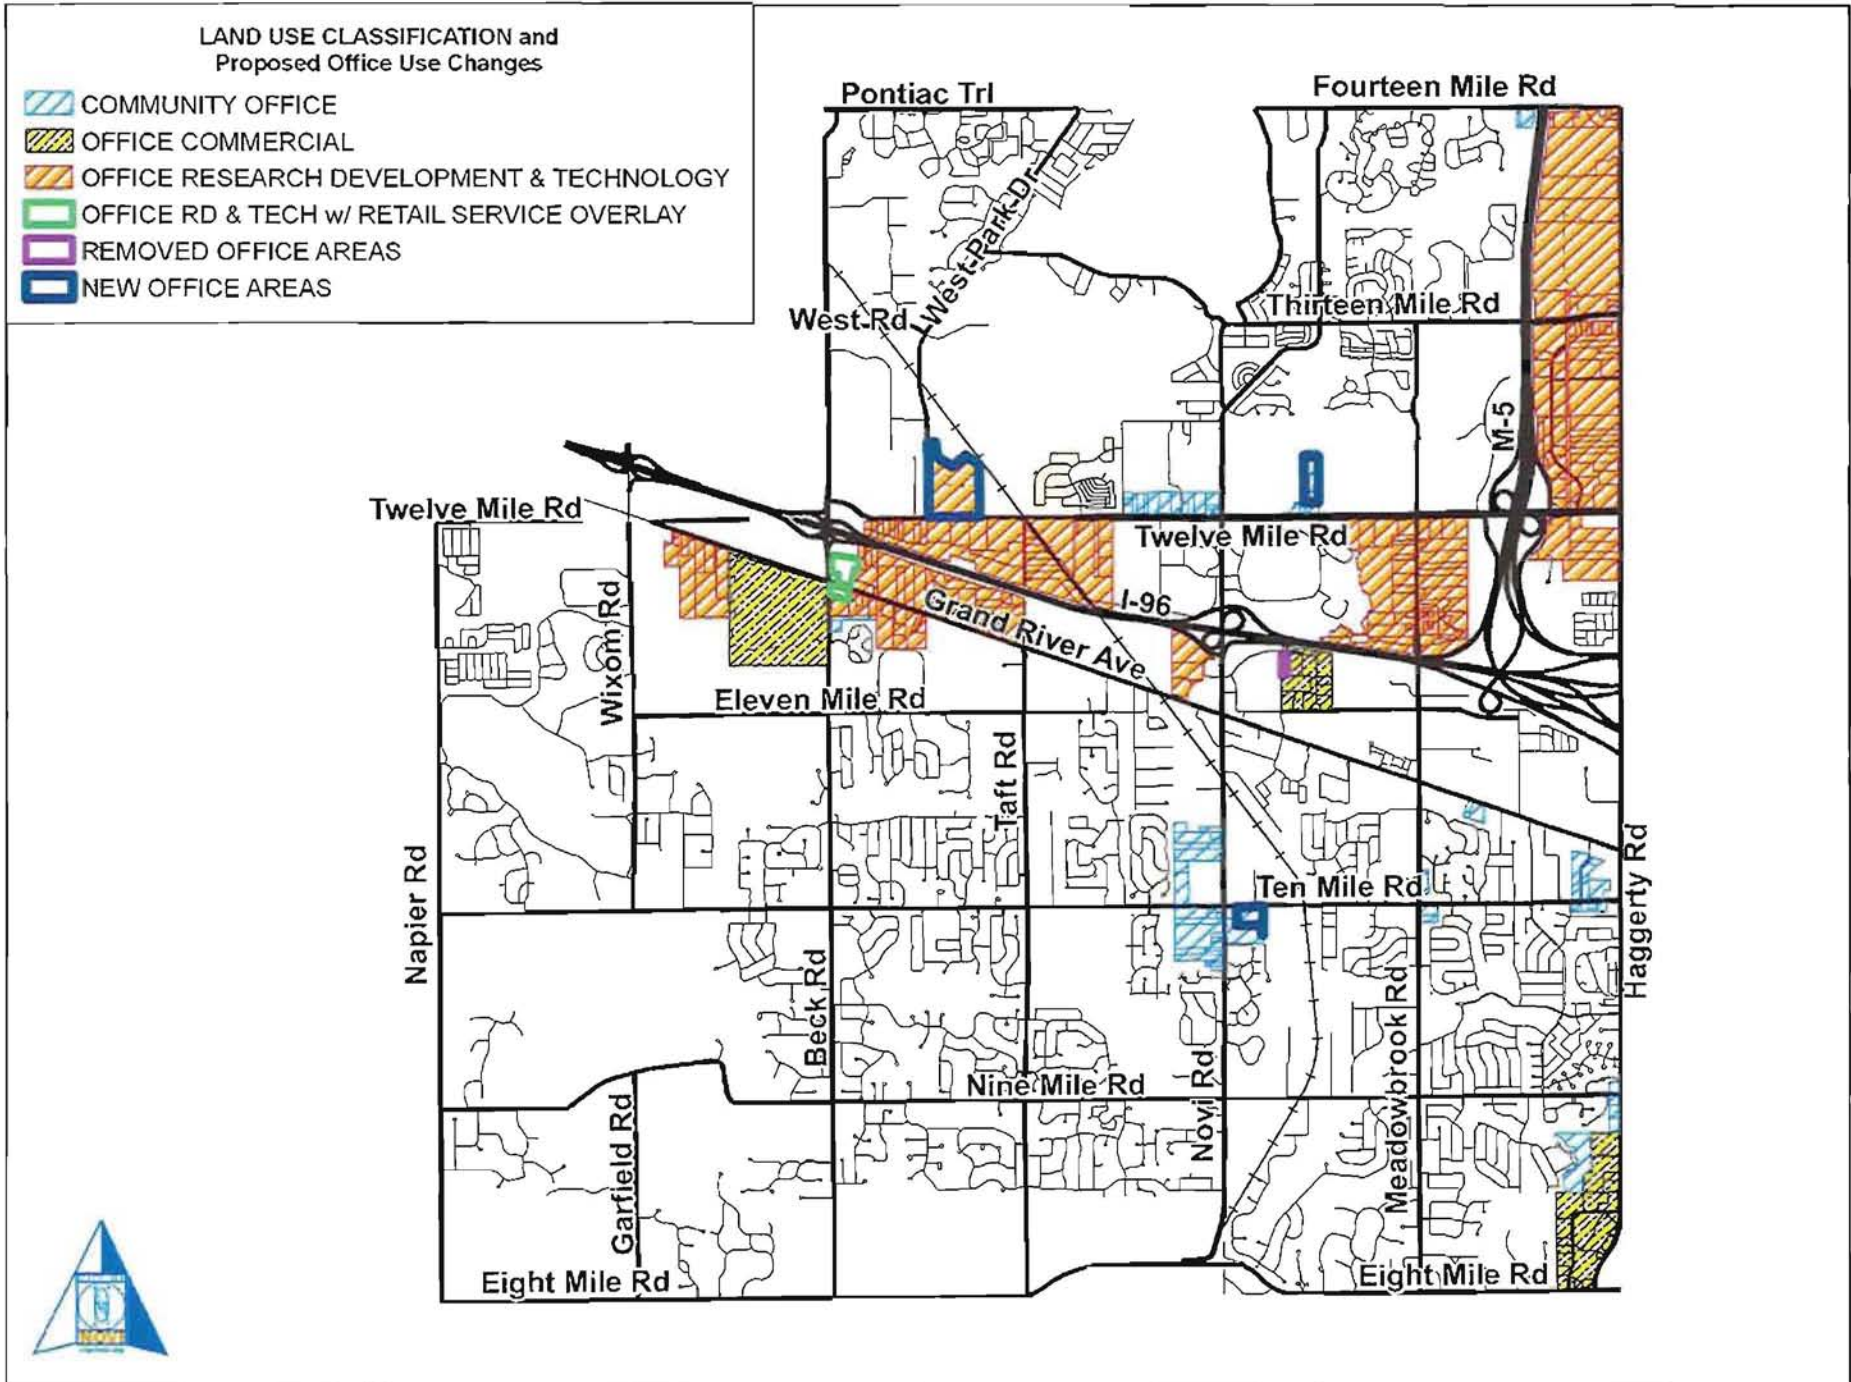 LAND USE CLASSIFICATION and
Proposed Office Use Changes
COMMUNITY OFFICE
OFFICE COMMERCIAL
OFFICE RESEARCH DEVELOPMENT & TECHNOLOGY
OFFICE RD & TECH w/ RETAIL SERVICE OVERLAY
REMOVED OFFICE AREAS
NEW OFFICE AREAS
Pontiac Trl
Fourteen Mile Rd
West Park Dr
West Rd
Thirteen Mile Rd
M-5
Twelve Mile Rd
Twelve Mile Rd
I-96
Grand River Ave
Wixom Rd
Eleven Mile Rd
Taft Rd
Napier Rd
Ten Mile Rd
Haggerty Rd
Beck Rd
Meadowbrook Rd
Nine Mile Rd
Novi Rd
Garfield Rd
Eight Mile Rd
Eight Mile Rd
NOVI